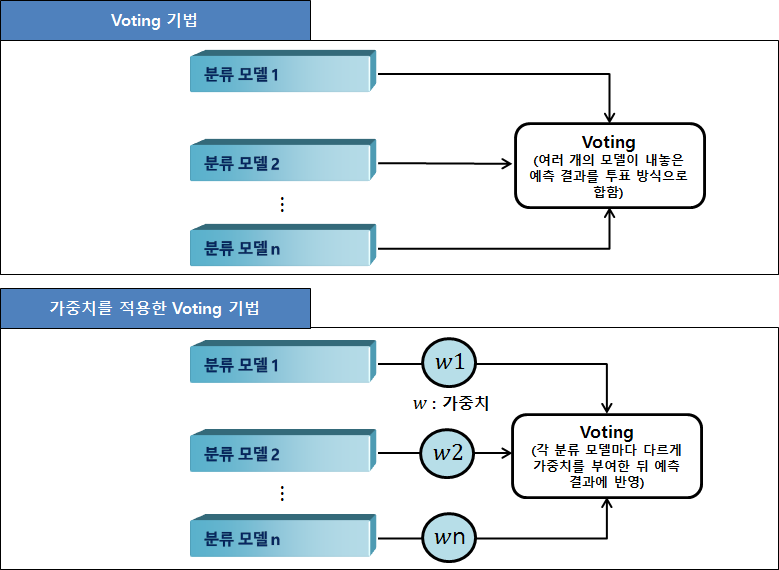 Voting 기법
분류 모델 1
분류 모델 2
⋮
분류 모델 n
Voting
(여러 개의 모델이 내놓은
예측 결과를 투표 방식으로
합함)
가중치를 적용한 Voting 기법
분류 모델 1
w1
w : 가중치
분류 모델 2
w2
⋮
분류 모델 n
wn
Voting
(각 분류 모델마다 다르게
가중치를 부여한 뒤 예측
결과에 반영)